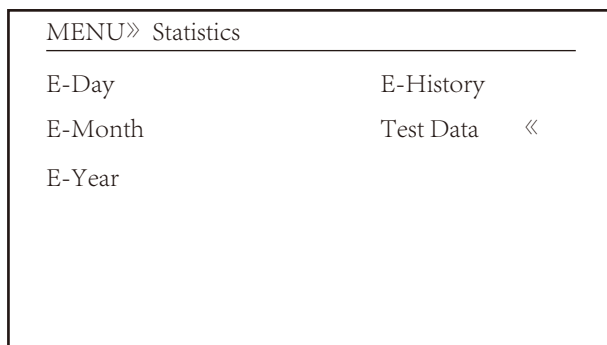 MENU» Statistics
E-Day E-History
E-Month Test Data «
E-Year